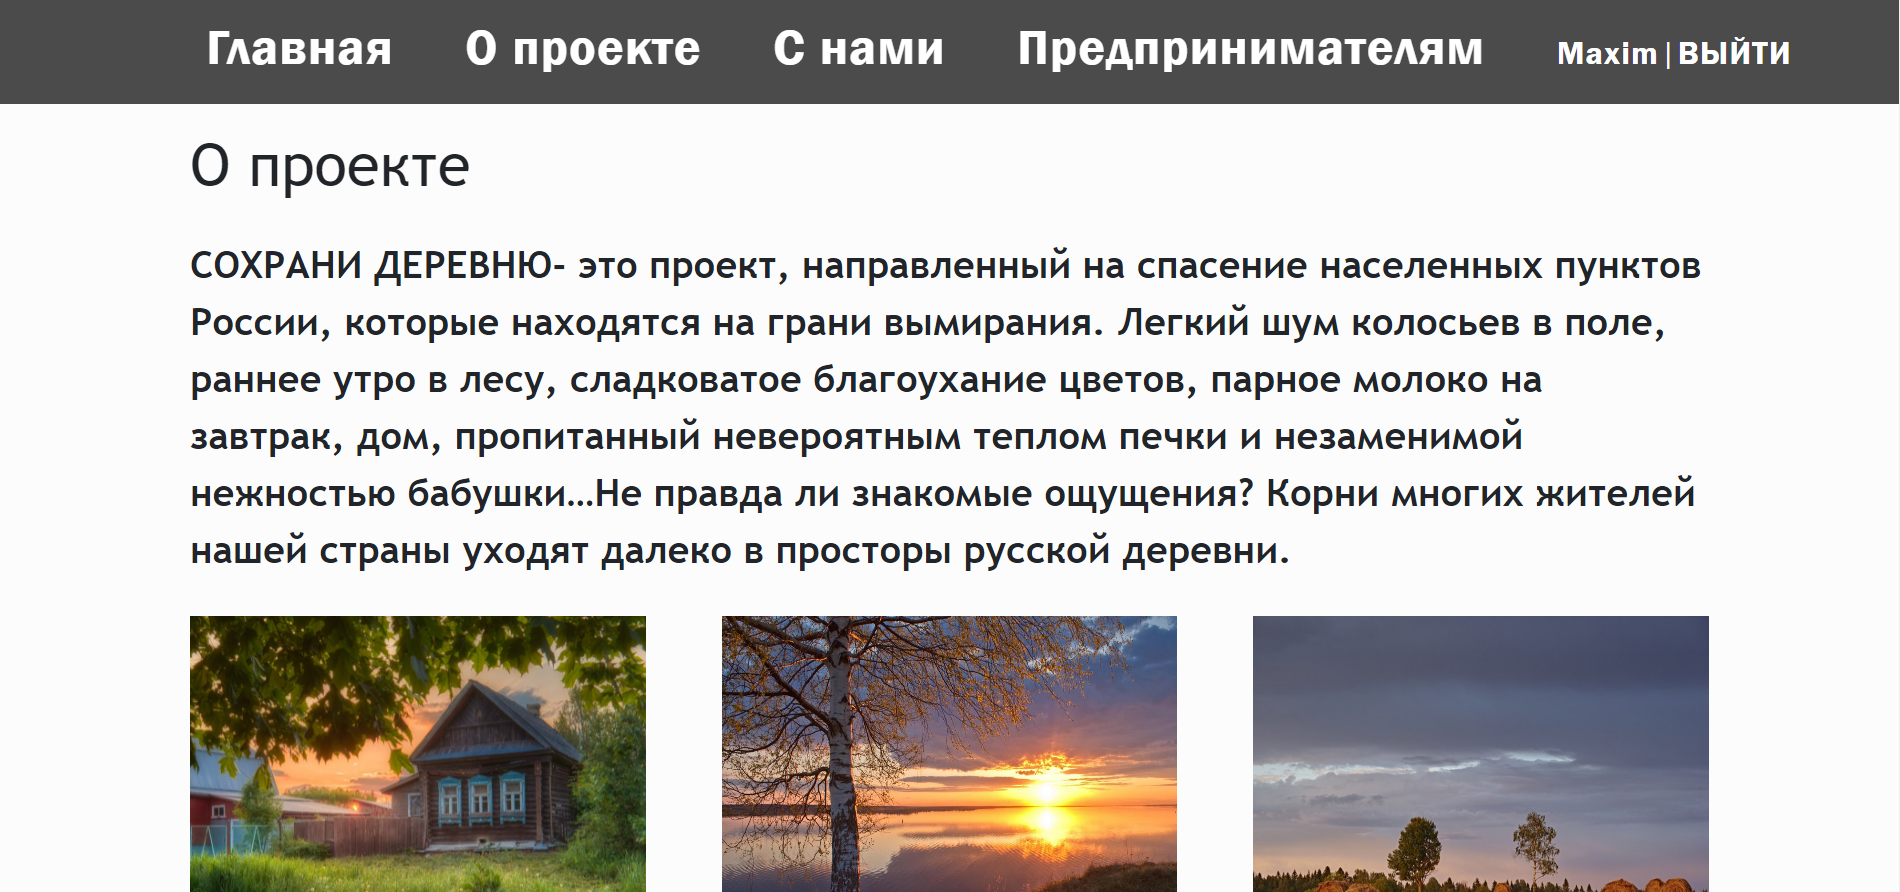 Главная О проекте С нами Предпринимателям Maxim | ВЫЙТИ
О проекте
СОХРАНИ ДЕРЕВНЮ- это проект, направленный на спасение населенных пунктов
России, которые находятся на грани вымирания. Легкий шум колосьев в поле,
раннее утро в лесу, сладковатое благоухание цветов, парное молоко на
завтрак, дом, пропитанный невероятным теплом печки и незаменимой
нежностью бабушки...Не правда ли знакомые ощущения? Корни многих жителей
нашей страны уходят далеко в просторы русской деревни.